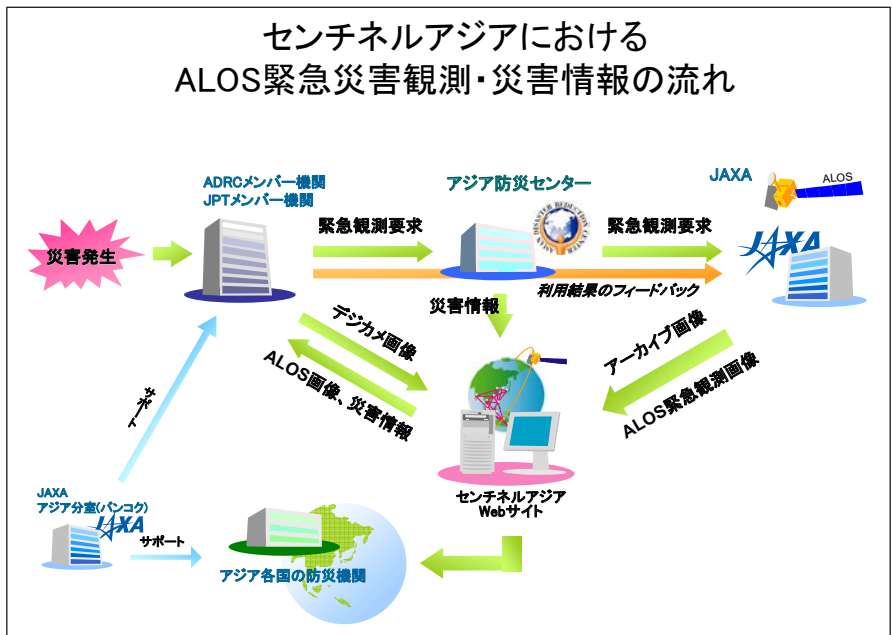 センチネルアジアにおける
ALOS緊急災害観測・災害情報の流れ
ADRCメンバー機関
JPTメンバー機関
アジア防災センター
JAXA
ALOS
災害発生
緊急観測要求
ASIAN DISASTER REDUCTION CENTER
緊急観測要求
JAXA
利用結果のフィードバック
災害情報
デジカメ画像
ALOS画像、災害情報
アーカイブ画像
ALOS緊急観測画像
サポート
センチネルアジア
Webサイト
JAXA
アジア分室(バンコク)
JAXA
サポート
アジア各国の防災機関